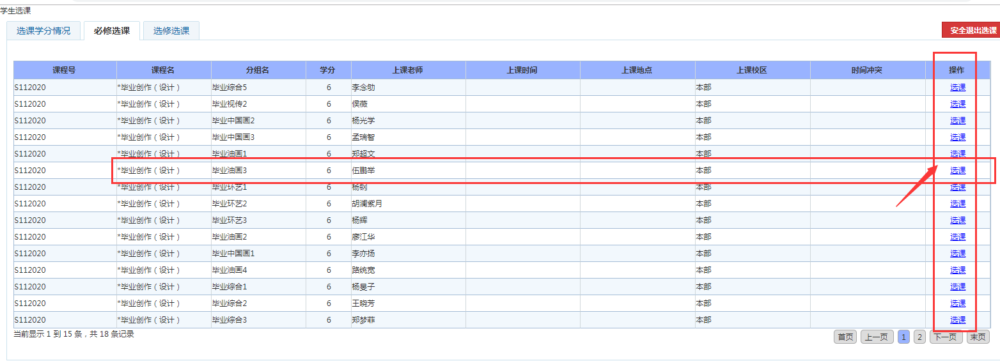 学生选课
选课学分情况 必修选课 选修选课 安全退出选课
课程号 课程名 分组名 学分 上课老师 上课时间 上课地点 上课校区 时间冲突 操作
S112020 *毕业创作（设计） 毕业综合5 6 李念劬 本部 选课
S112020 *毕业创作（设计） 毕业视传2 6 侯薇 本部 选课
S112020 *毕业创作（设计） 毕业中国画2 6 杨光学 本部 选课
S112020 *毕业创作（设计） 毕业中国画3 6 孟瑞智 本部 选课
S112020 *毕业创作（设计） 毕业油画1 6 郑超文 本部 选课
S112020 *毕业创作（设计） 毕业油画3 6 伍鹏举 本部 选课
S112020 *毕业创作（设计） 毕业环艺1 6 杨钢 本部 选课
S112020 *毕业创作（设计） 毕业环艺2 6 胡澜紫月 本部 选课
S112020 *毕业创作（设计） 毕业环艺3 6 杨辉 本部 选课
S112020 *毕业创作（设计） 毕业油画2 6 廖江华 本部 选课
S112020 *毕业创作（设计） 毕业中国画1 6 李亦扬 本部 选课
S112020 *毕业创作（设计） 毕业油画4 6 路统宽 本部 选课
S112020 *毕业创作（设计） 毕业综合1 6 杨旻子 本部 选课
S112020 *毕业创作（设计） 毕业综合2 6 王晓芳 本部 选课
S112020 *毕业创作（设计） 毕业综合3 6 郑梦菲 本部 选课
当前显示 1 到 15 条，共 18 条记录 首页 上一页 1 2 下一页 末页